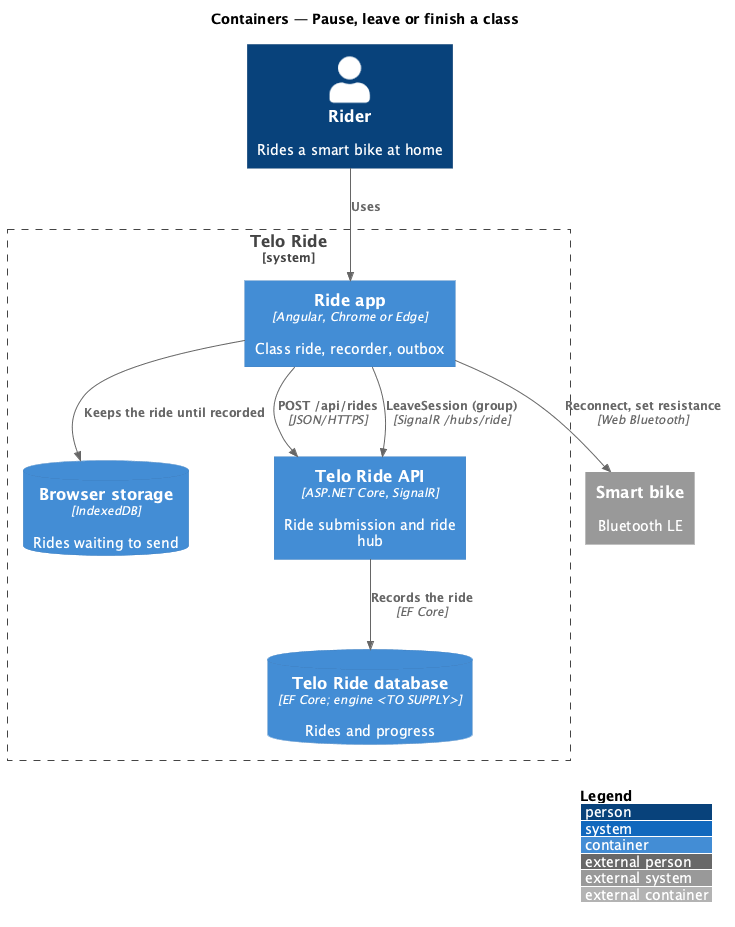 Containers — Pause, leave or finish a class
Rider
Rides a smart bike at home
Uses
Telo Ride
[system]
Ride app
[Angular, Chrome or Edge]
Class ride, recorder, outbox
Keeps the ride until recorded
POST /api/rides
[JSON/HTTPS]
LeaveSession (group)
[SignalR /hubs/ride]
Reconnect, set resistance
[Web Bluetooth]
Browser storage
[IndexedDB]
Rides waiting to send
Telo Ride API
[ASP.NET Core, SignalR]
Ride submission and ride
hub
Smart bike
Bluetooth LE
Records the ride
[EF Core]
Telo Ride database
[EF Core; engine <TO SUPPLY>]
Rides and progress
Legend
person
system
container
external person
external system
external container